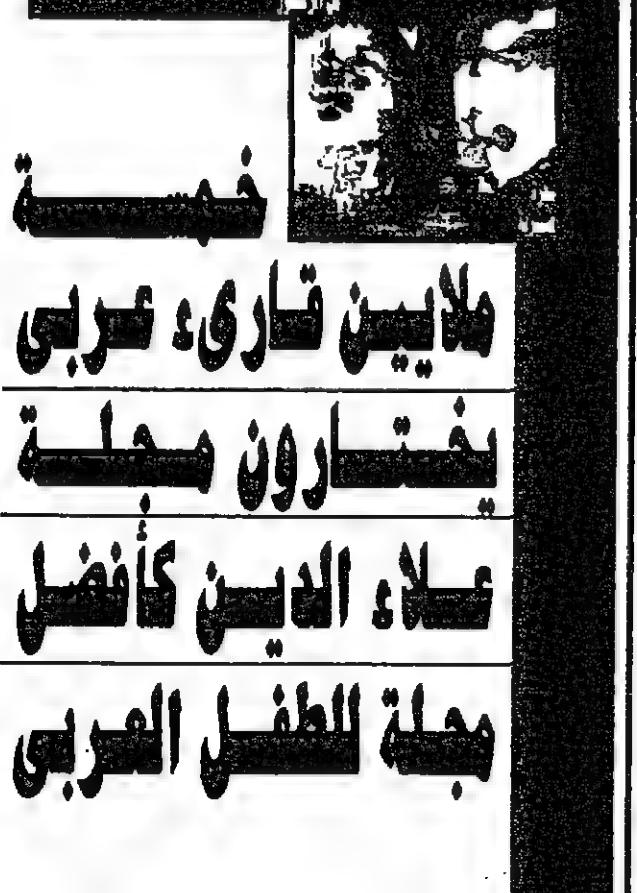 خمسة
ملايين قارىء عربى
يختارون مجلة
علاء الدين كأفضل
مجلة للطفل العربى